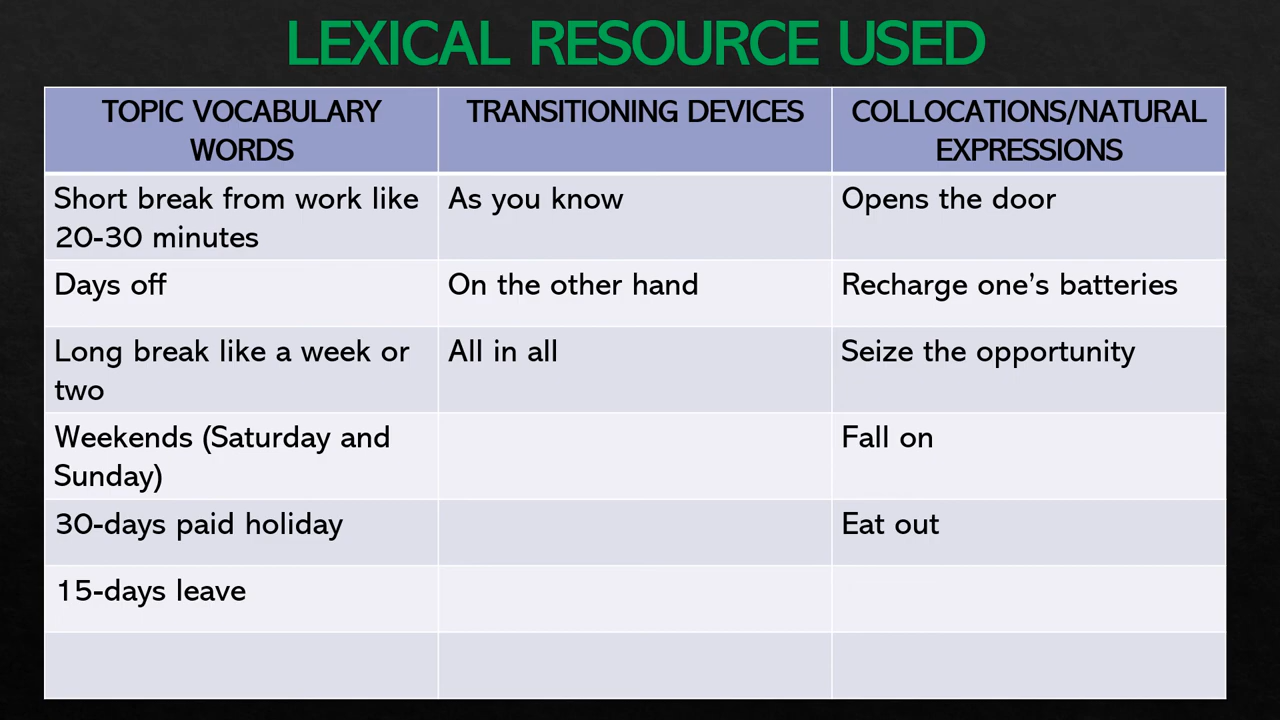 LEXICAL RESOURCE USED
TOPIC VOCABULARY
WORDS
TRANSITIONING DEVICES
COLLOCATIONS/NATURAL
EXPRESSIONS
Short break from work like
20-30 minutes
As you know
Opens the door
Days off
On the other hand
Recharge one's batteries
Long break like a week or
two
All in all
Seize the opportunity
Weekends (Saturday and
Sunday)
Fall on
30-days paid holiday
Eat out
15-days leave